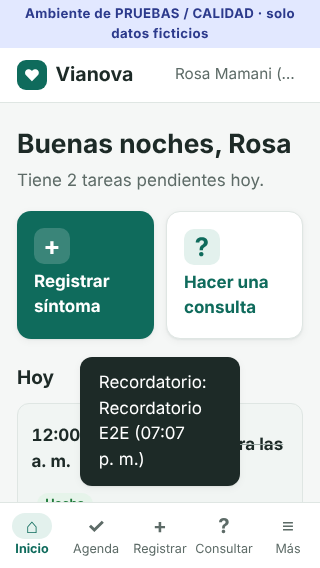 Ambiente de PRUEBAS / CALIDAD · solo
datos ficticios
Vianova
Rosa Mamani (...
Buenas noches, Rosa
Tiene 2 tareas pendientes hoy.
+
Registrar
síntoma
?
Hacer una
consulta
Hoy
Recordatorio:
Recordatorio
E2E (07:07
p. m.)
12:00
a. m.
las
Inicio
Agenda
Registrar
Consultar
Más